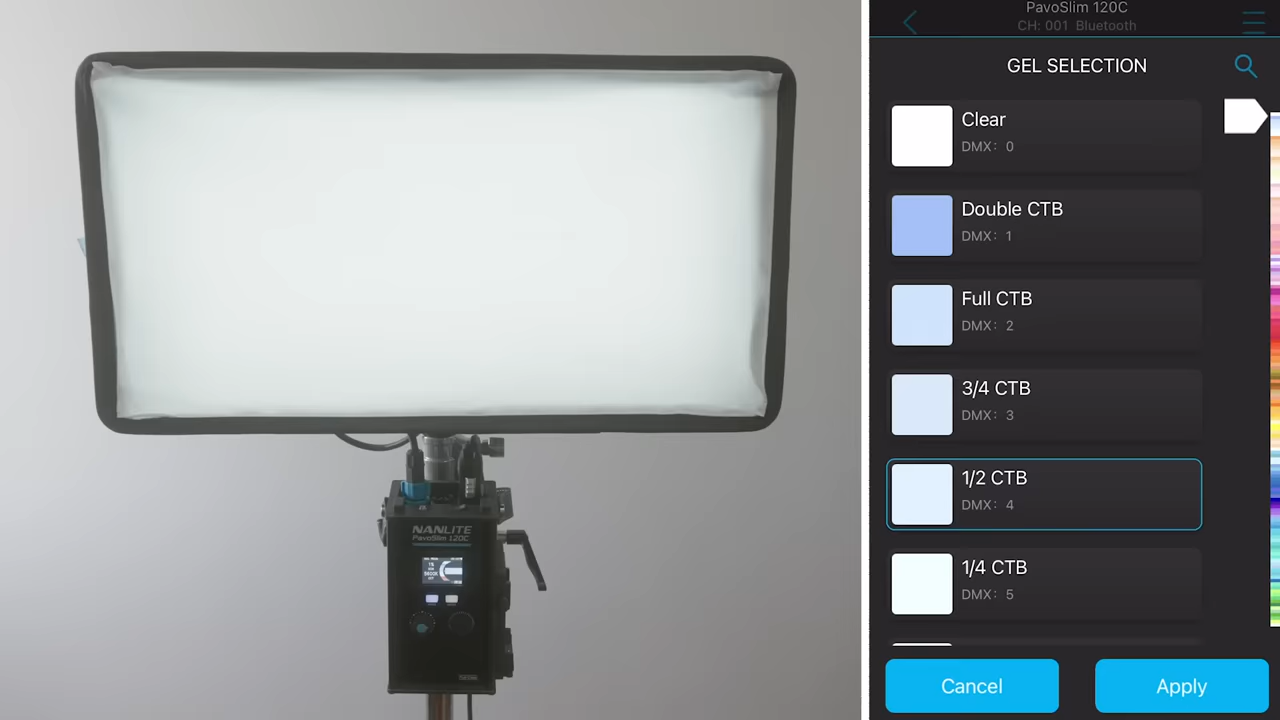 PavoSlim 120C
CH: 001 Bluetooth
GEL SELECTION
Clear
DMX: 0
Double CTB
DMX: 1
Full CTB
DMX: 2
3/4 CTB
DMX: 3
1/2 CTB
DMX: 4
1/4 CTB
DMX: 5
Cancel
Apply
NANLITE
PavoSlim 120C